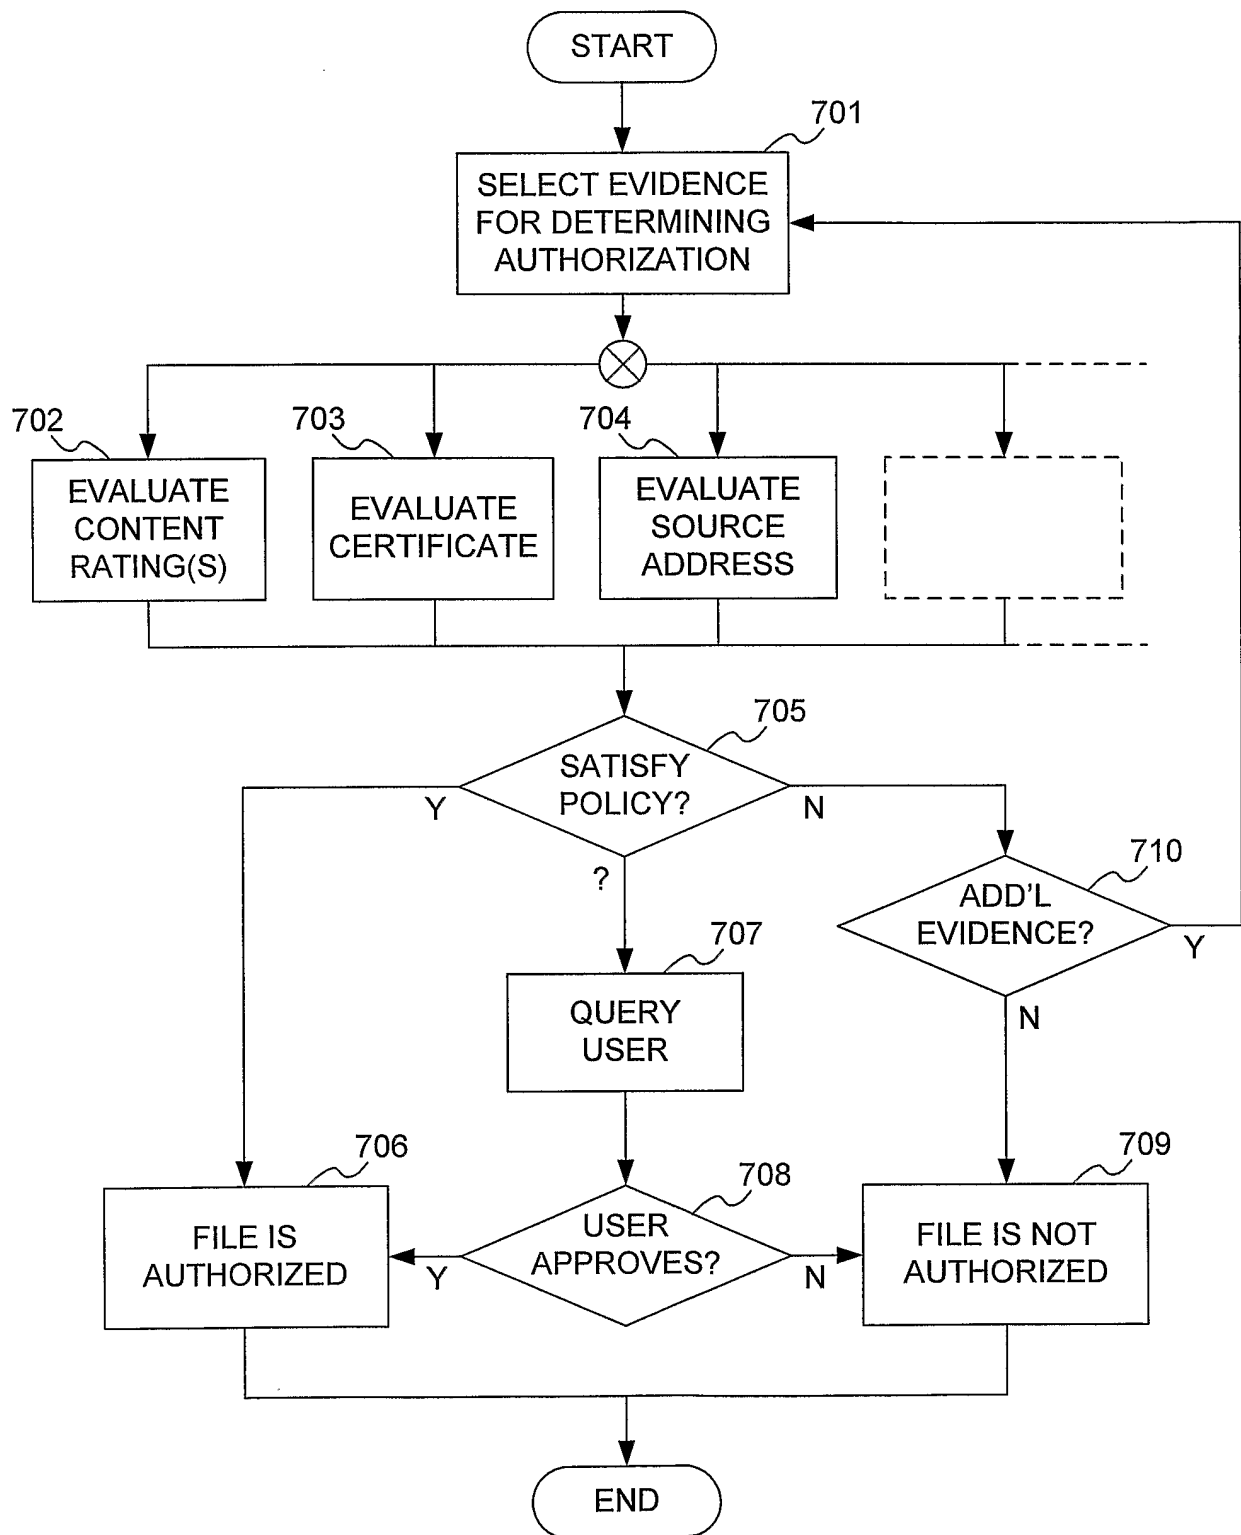 START
701
SELECT EVIDENCE
FOR DETERMINING
AUTHORIZATION
702
703
704
EVALUATE
CONTENT
RATING(S)
EVALUATE
CERTIFICATE
EVALUATE
SOURCE
ADDRESS
705
SATISFY
POLICY?
Y
N
?
710
ADD'L
EVIDENCE?
Y
N
707
QUERY
USER
706
708
709
FILE IS
AUTHORIZED
USER
APPROVES?
Y
N
FILE IS NOT
AUTHORIZED
END